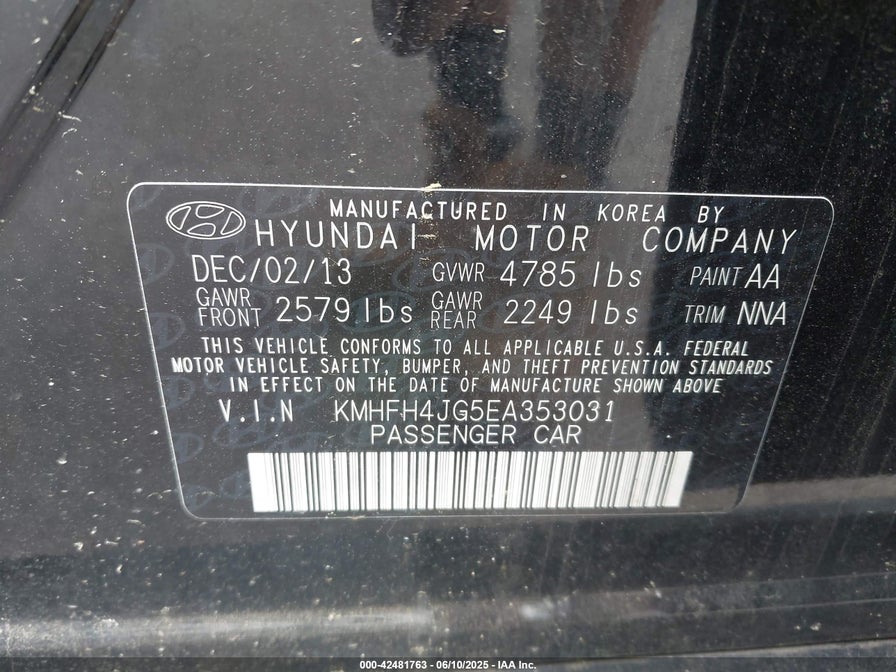 MANUFACTURED IN KOREA BY
HYUNDAI MOTOR COMPANY
DEC/02/13 GVWR 4785 lbs PAINT AA
GAWR FRONT 2579 lbs GAWR REAR 2249 lbs TRIM NNA
THIS VEHICLE CONFORMS TO ALL APPLICABLE U.S.A. FEDERAL
MOTOR VEHICLE SAFETY, BUMPER, AND THEFT PREVENTION STANDARDS
IN EFFECT ON THE DATE OF MANUFACTURE SHOWN ABOVE
V.I.N KMHFH4JG5EA353031
PASSENGER CAR
000-42481763 - 06/10/2025 - IAA Inc.